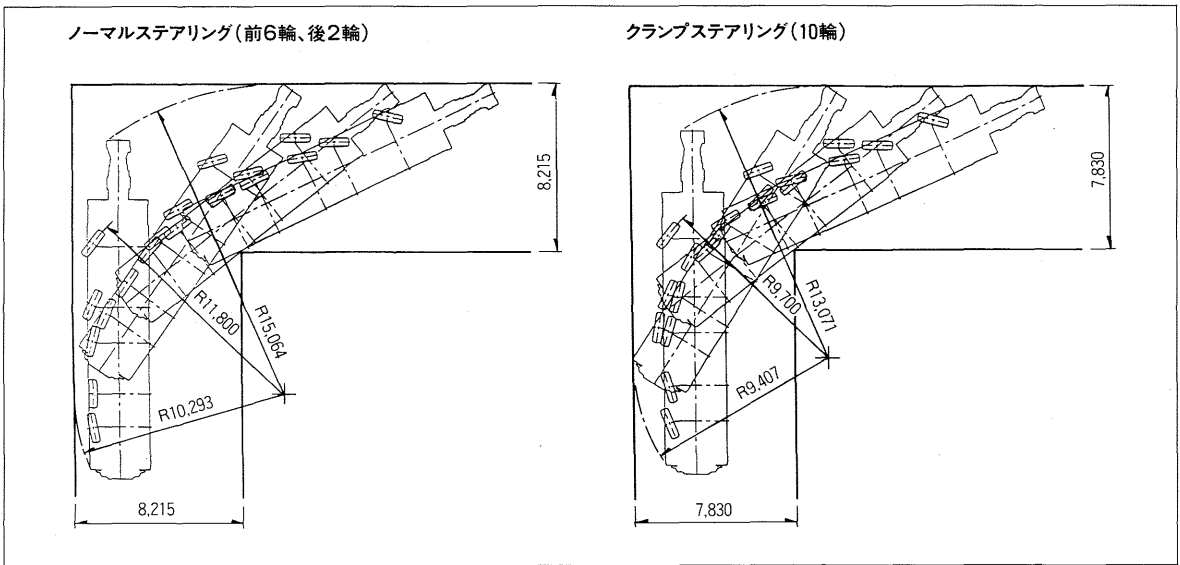 ノーマルステアリング(前6輪、後2輪)
8,215
R11,800
R15,064
R10,293
8,215
クランプステアリング(10輪)
7,830
R9,700
R13,071
R9,407
7,830